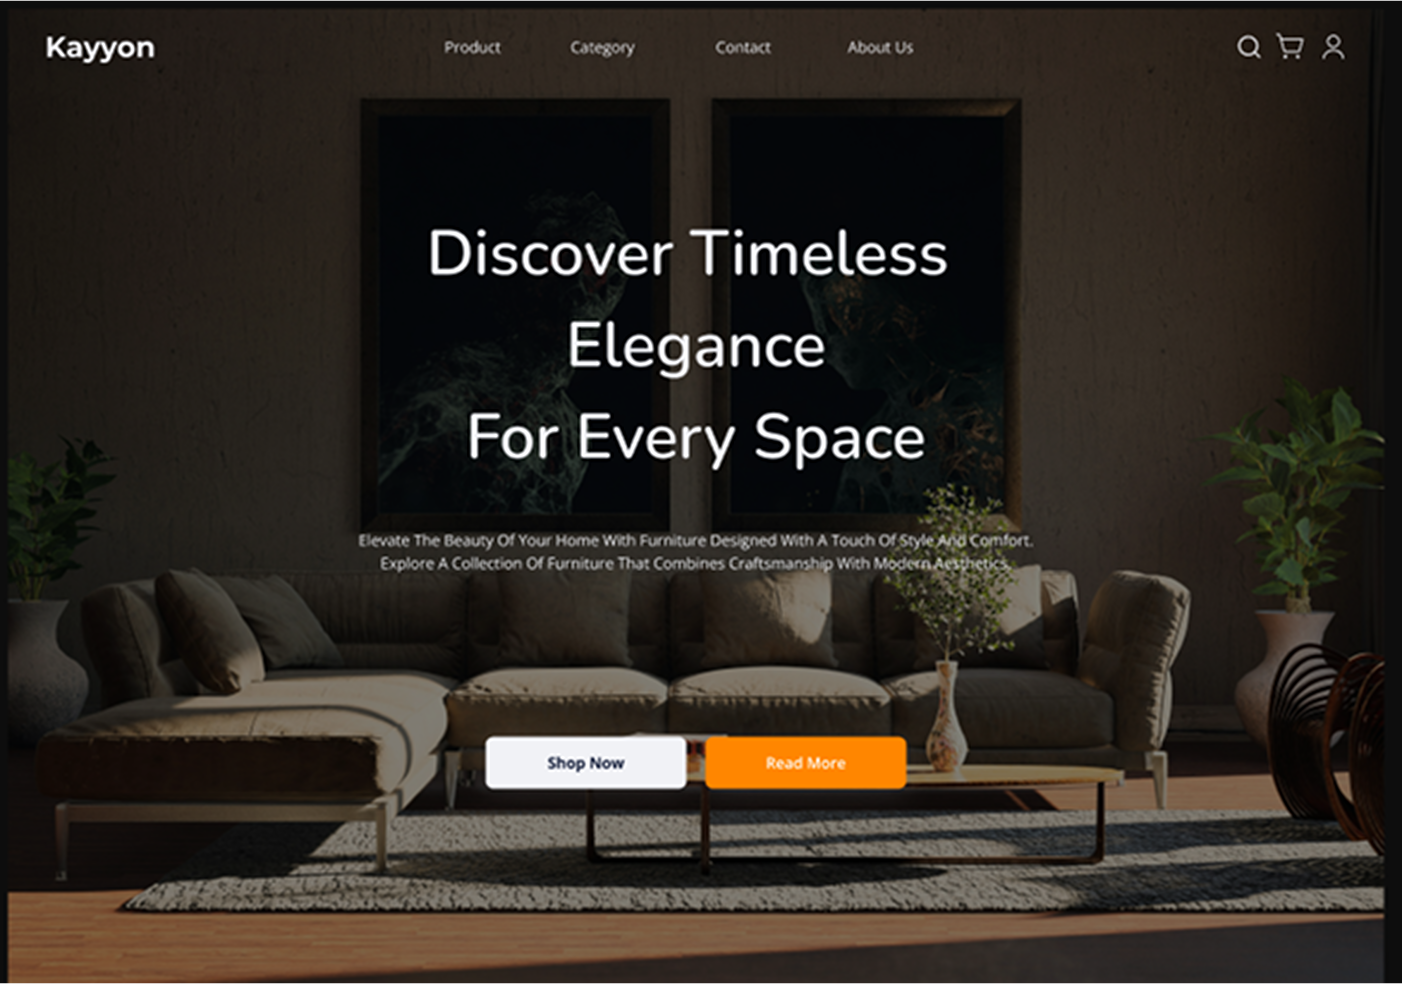 Kayyon
Product Category Contact About Us
Discover Timeless
Elegance
For Every Space
Elevate The Beauty Of Your Home With Furniture Designed With A Touch Of Style And Comfort.
Explore A Collection Of Furniture That Combines Craftsmanship With Modern Aesthetics.
Shop Now
Read More